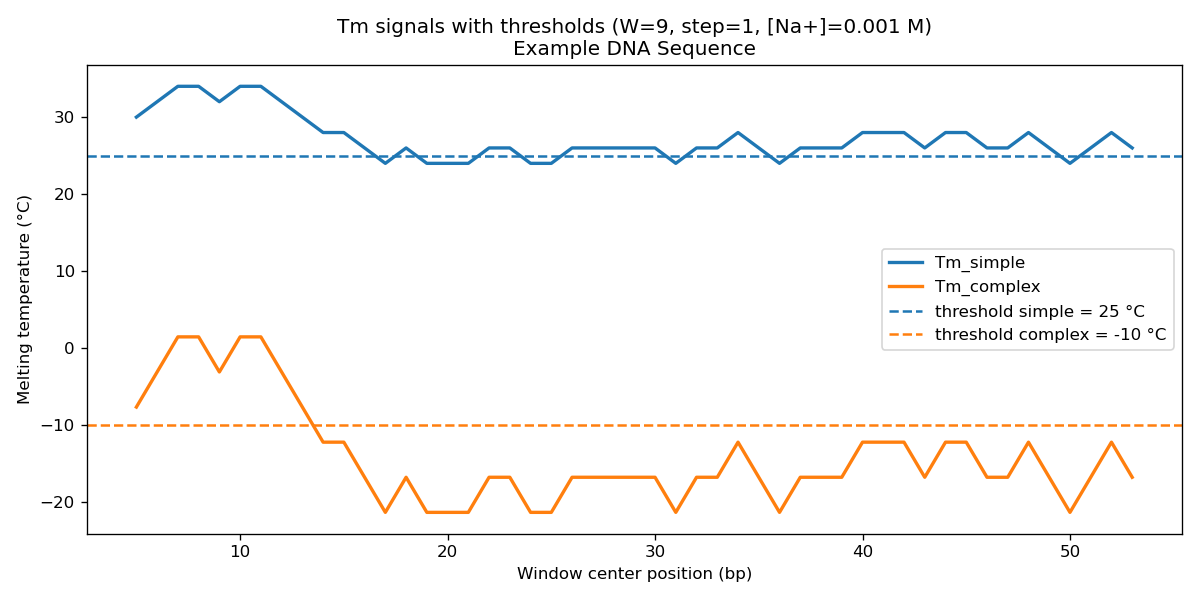 Tm signals with thresholds (W=9, step=1, [Na+]=0.001 M)
Example DNA Sequence
Melting temperature (°C)
30
20
10
0
−10
−20
Tm_simple
Tm_complex
threshold simple = 25 °C
threshold complex = -10 °C
10 20 30 40 50
Window center position (bp)